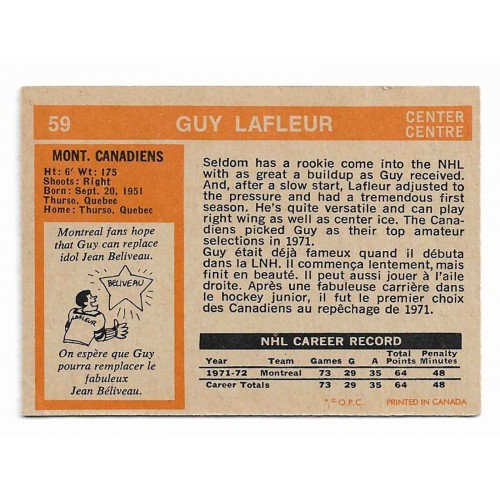 59
GUY LAFLEUR
CENTER
CENTRE
MONT. CANADIENS
Ht: 6' Wt: 175
Shoots: Right
Born: Sept. 20, 1951
Thurso, Quebec
Home: Thurso, Quebec
Montreal fans hope
that Guy can replace
idol Jean Beliveau.
BÉLIVEAU
LAFLEUR
On espère que Guy
pourra remplacer le
fabuleux
Jean Béliveau.
Seldom has a rookie come into the NHL
with as great a buildup as Guy received.
And, after a slow start, Lafleur adjusted to
the pressure and had a tremendous first
season. He's quite versatile and can play
right wing as well as center ice. The Cana-
diens picked Guy as their top amateur
selections in 1971.
Guy était déjà fameux quand il débuta
dans la LNH. Il commença lentement, mais
finit en beauté. Il peut aussi jouer à l'aile
droite. Après une fabuleuse carrière dans
le hockey junior, il fut le premier choix
des Canadiens au repêchage de 1971.
NHL CAREER RECORD
Year Team Games G A Total Points Penalty Minutes
1971-72 Montreal 73 29 35 64 48
Career Totals 73 29 35 64 48
*© O.P.C. PRINTED IN CANADA